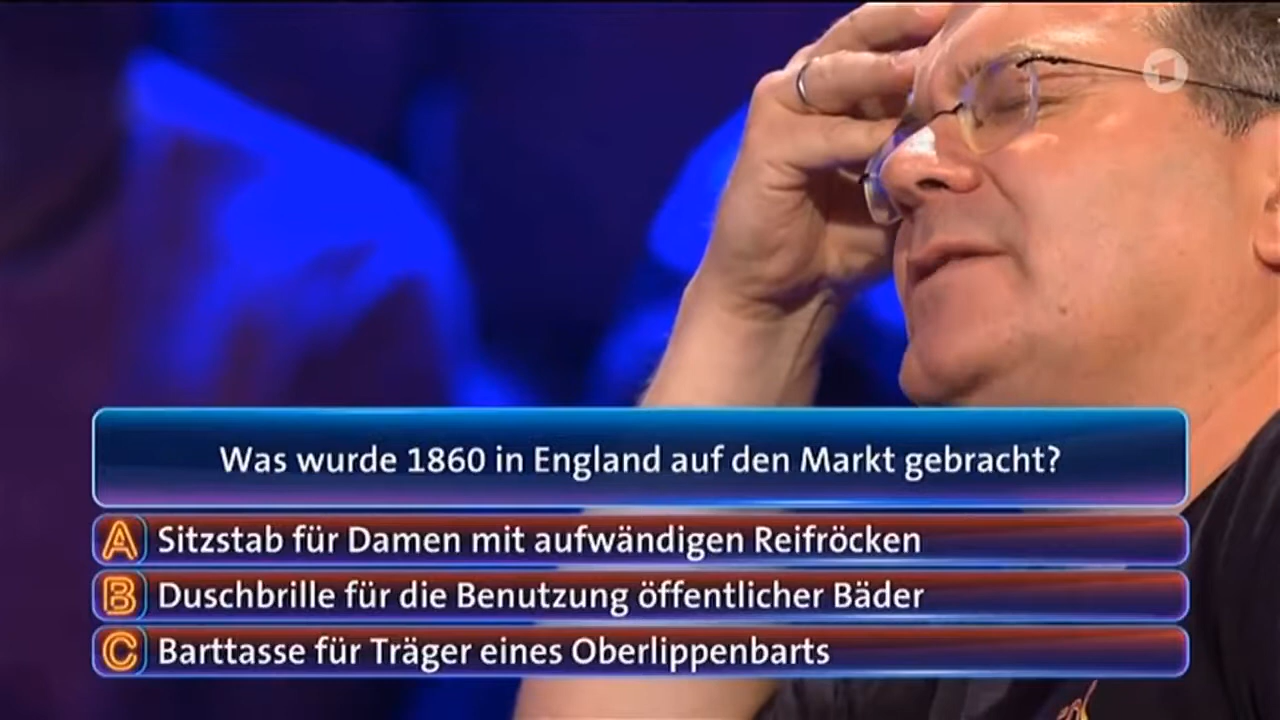 Was wurde 1860 in England auf den Markt gebracht?
A Sitzstab für Damen mit aufwändigen Reifröcken
B Duschbrille für die Benutzung öffentlicher Bäder
C Barttasse für Träger eines Oberlippenbarts
1